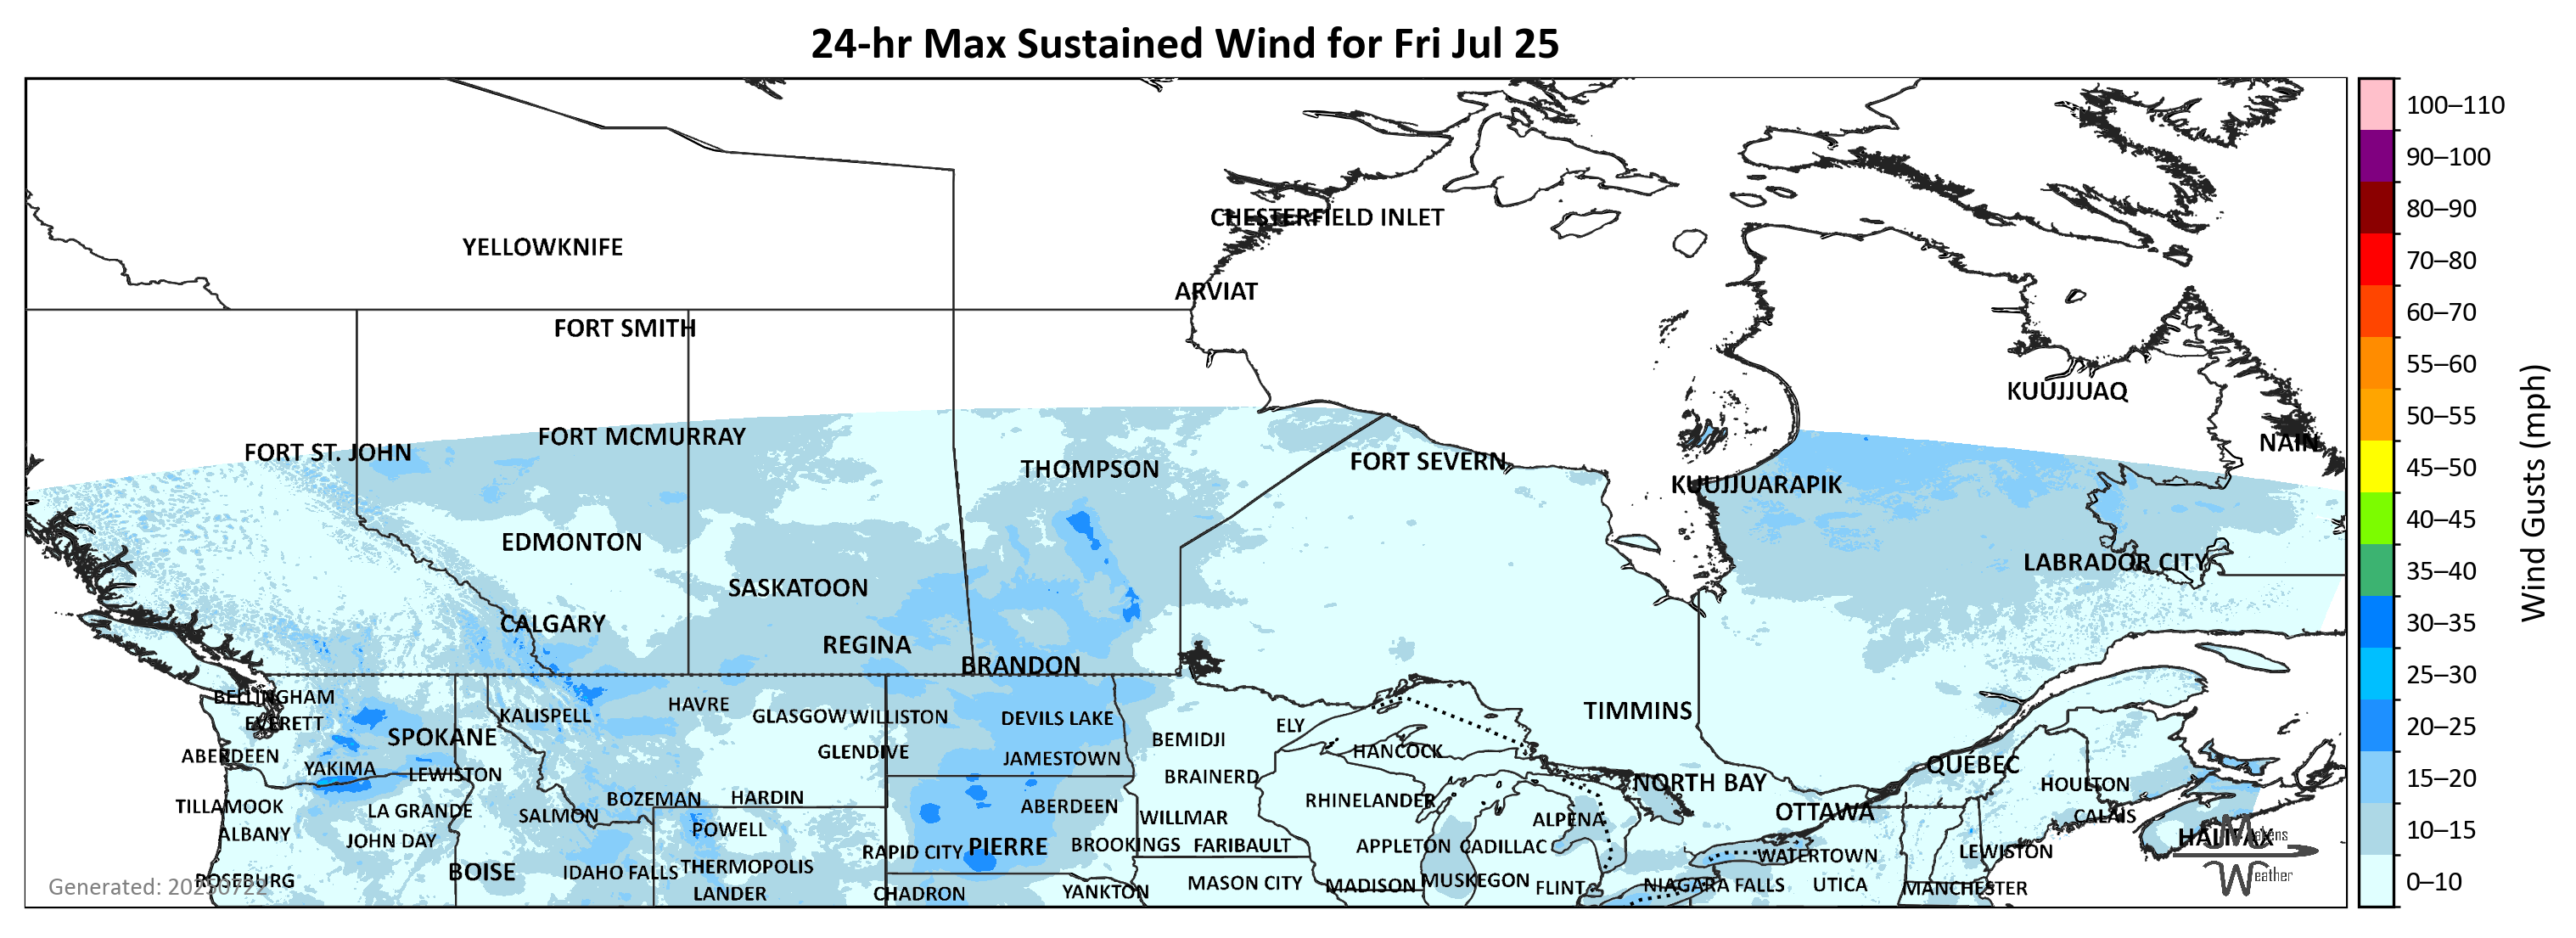 24-hr Max Sustained Wind for Fri Jul 25
CHESTERFIELD INLET
YELLOWKNIFE
ARVIAT
FORT SMITH
KUUJJUAQ
FORT MCMURRAY
NAIN
FORT ST. JOHN
FORT SEVERN
THOMPSON
KUUJJUARAPIK
EDMONTON
LABRADOR CITY
SASKATOON
CALGARY
REGINA
BRANDON
BELLINGHAM
HAVRE
TIMMINS
KALISPELL
GLASGOW
WILLISTON
DEVILS LAKE
EVERETT
ELY
SPOKANE
BEMIDJI
HANCOCK
ABERDEEN
GLENDIVE
JAMESTOWN
QUEBEC
YAKIMA
LEWISTON
BRAINERD
NORTH BAY
HOULTON
BOZEMAN
HARDIN
RHINELANDER
TILLAMOOK
LA GRANDE
SALMON
ABERDEEN
WILLMAR
ALPENA
OTTAWA
CALAIS
ALBANY
JOHN DAY
POWELL
HALIFAX
Makens
Weather
RAPID CITY
PIERRE
BROOKINGS
FARIBAULT
APPLETON
CADILLAC
WATERTOWN
LEWISTON
BOISE
IDAHO FALLS
THERMOPOLIS
ROSEBURG
Generated: 20250722
LANDER
CHADRON
YANKTON
MASON CITY
MADISON
MUSKEGON
FLINT
NIAGARA FALLS
UTICA
MANCHESTER
100–110
90–100
80–90
70–80
60–70
55–60
50–55
45–50
40–45
35–40
30–35
25–30
20–25
15–20
10–15
0–10
Wind Gusts (mph)